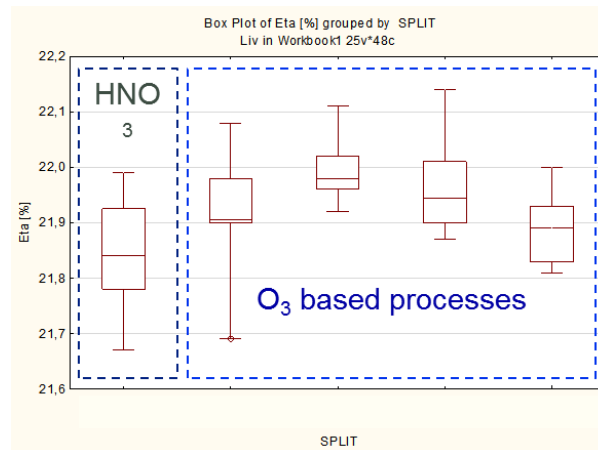 Box Plot of Eta [%] grouped by SPLIT
Liv in Workbook1 25v*48c
22,2
22,1
22,0
21,9
21,8
21,7
21,6
Eta [%]
HNO
3
O₃ based processes
SPLIT